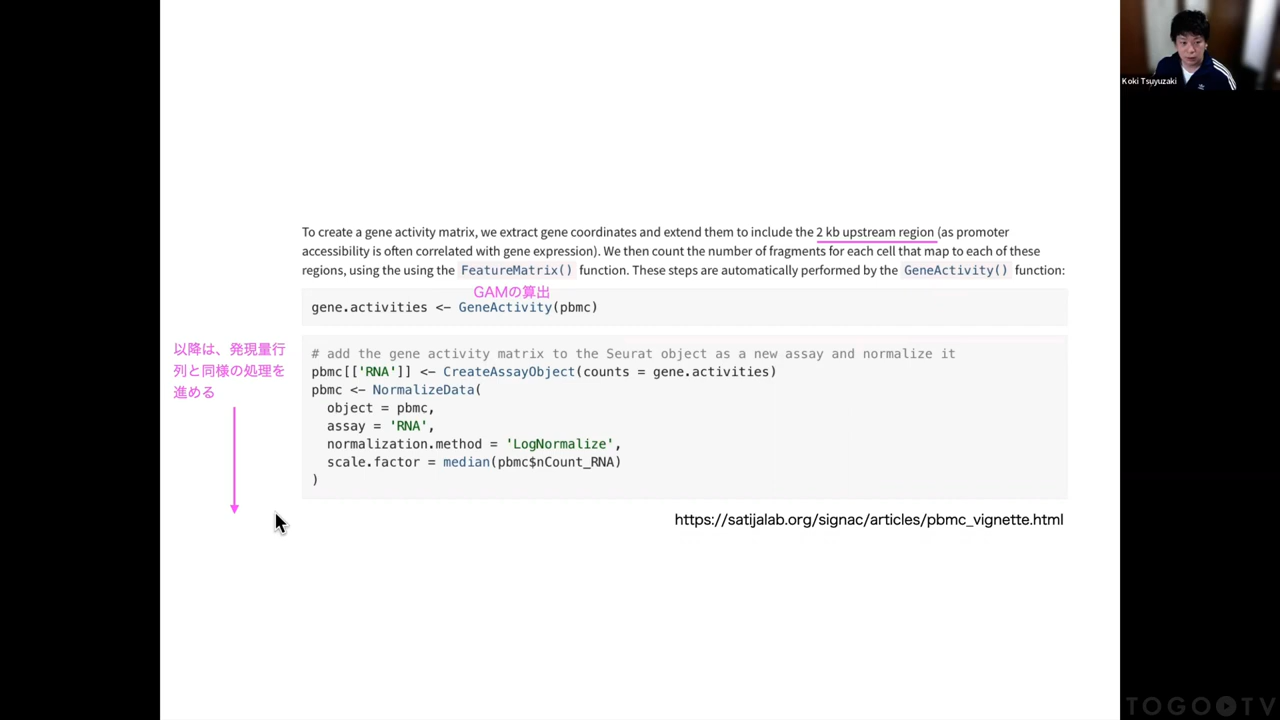 Koki Tsuyuzaki
To create a gene activity matrix, we extract gene coordinates and extend them to include the 2 kb upstream region (as promoter
accessibility is often correlated with gene expression). We then count the number of fragments for each cell that map to each of these
regions, using the using the FeatureMatrix() function. These steps are automatically performed by the GeneActivity() function:
GAMの算出
gene.activities <- GeneActivity(pbmc)
以降は、発現量行
列と同様の処理を
進める
# add the gene activity matrix to the Seurat object as a new assay and normalize it
pbmc[['RNA']] <- CreateAssayObject(counts = gene.activities)
pbmc <- NormalizeData(
object = pbmc,
assay = 'RNA',
normalization.method = 'LogNormalize',
scale.factor = median(pbmc$nCount_RNA)
)
https://satijalab.org/signac/articles/pbmc_vignette.html
TOGO TV